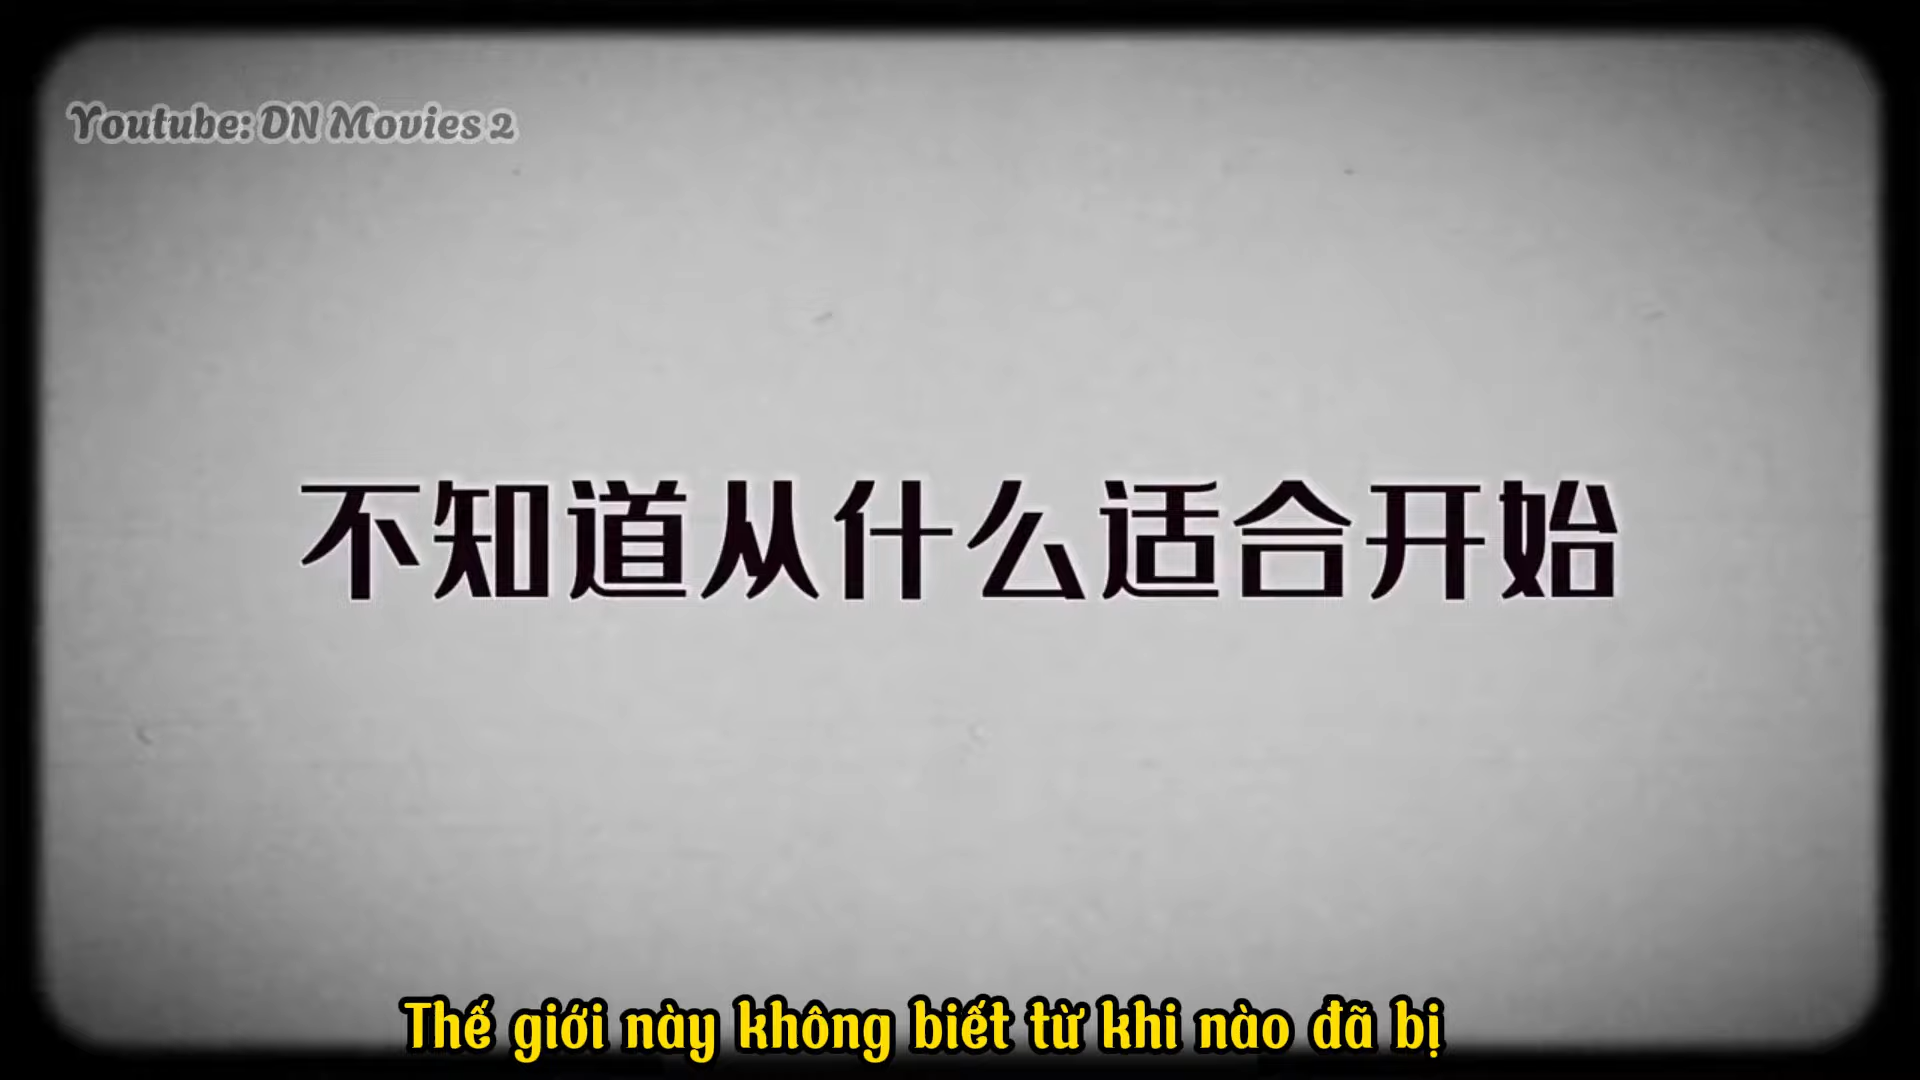 Youtube: DN Movies 2
不知道从什么适合开始
Thế giới này không biết từ khi nào đã bị